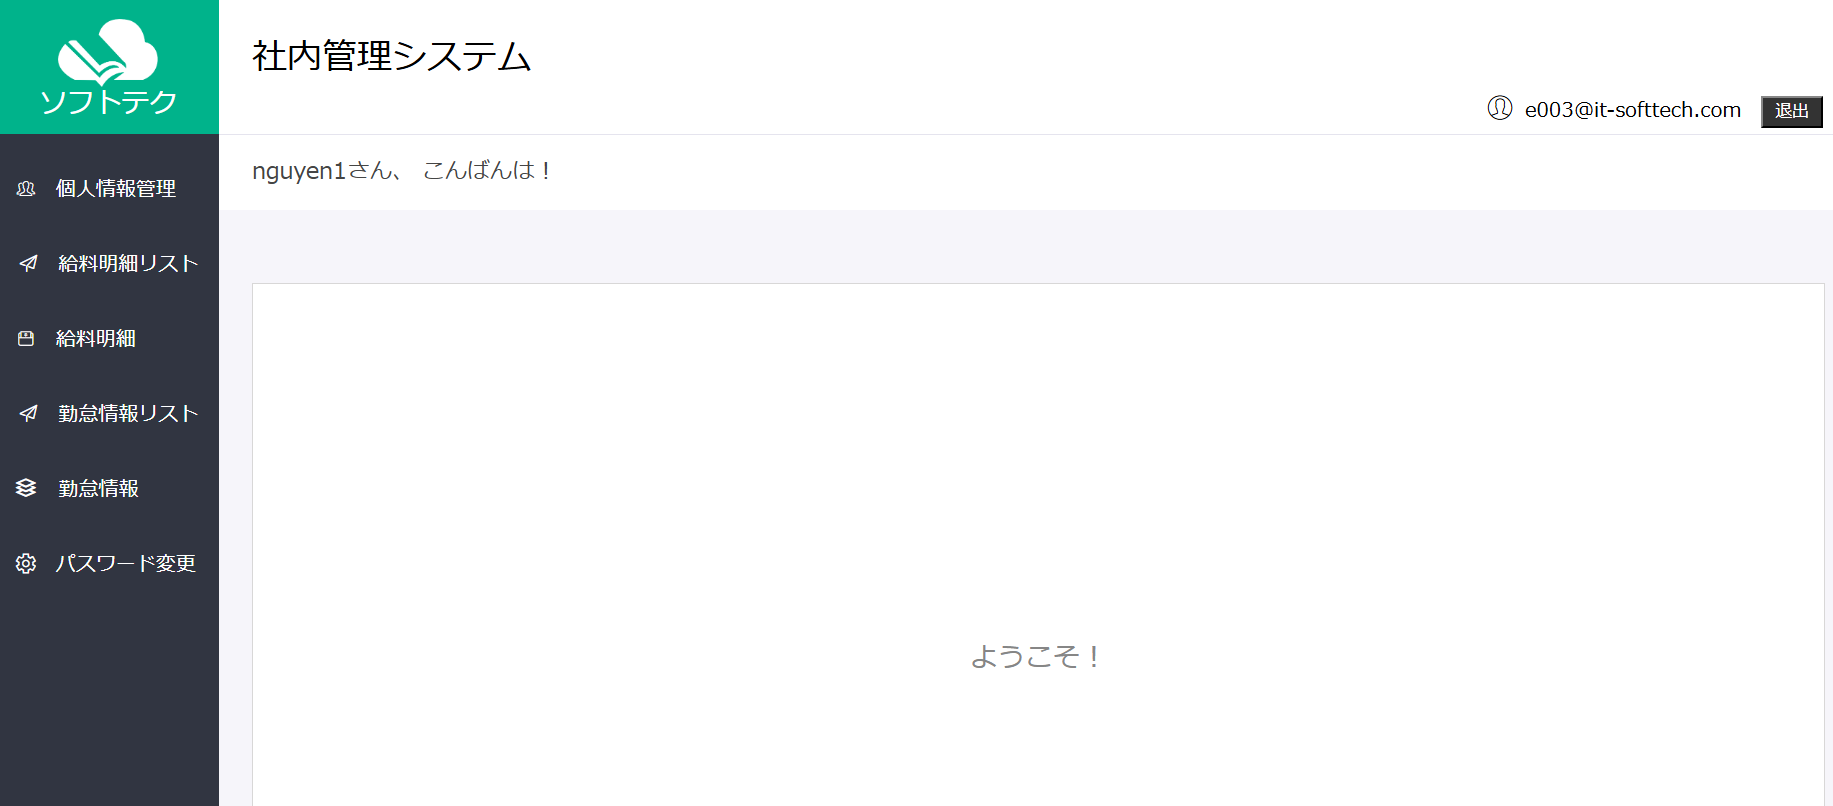 ソフトテク
社内管理システム
e003@it-softtech.com 退出
nguyen1さん、 こんばんは！
個人情報管理
給料明細リスト
給料明細
勤怠情報リスト
勤怠情報
パスワード変更
ようこそ！